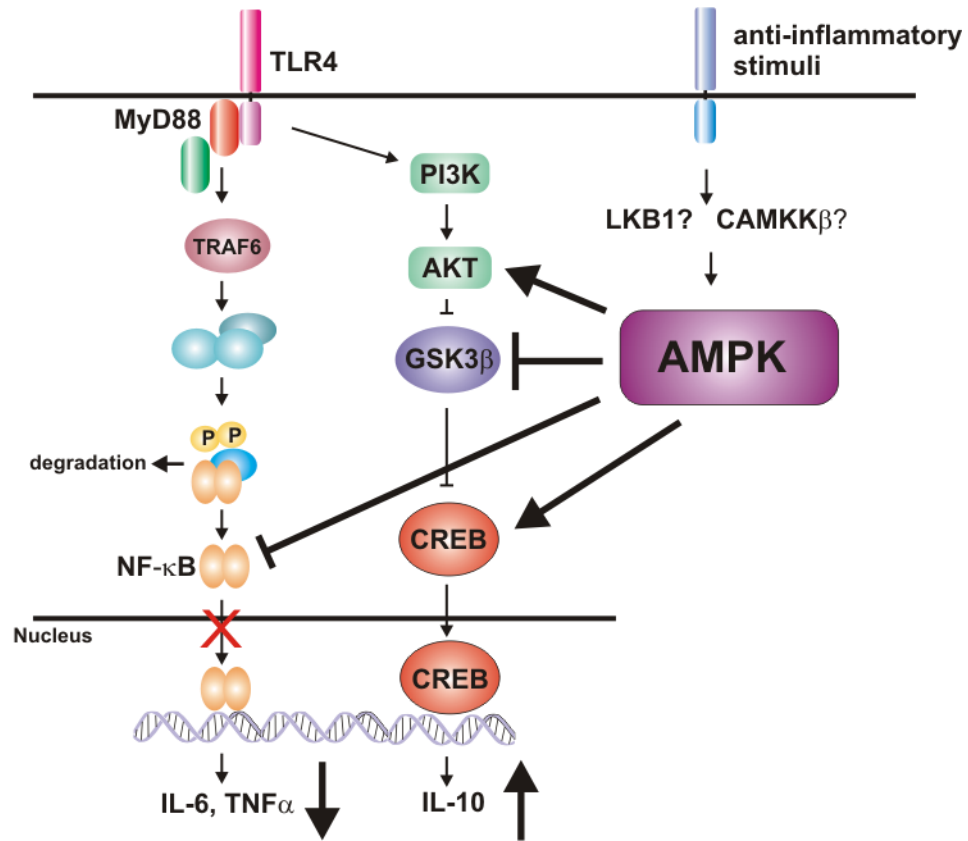 TLR4
anti-inflammatory
stimuli
MyD88
PI3K
LKB1? CAMKKβ?
TRAF6
AKT
GSK3β
AMPK
P P
degradation
CREB
NF-κB
Nucleus
CREB
IL-6, TNFα
IL-10